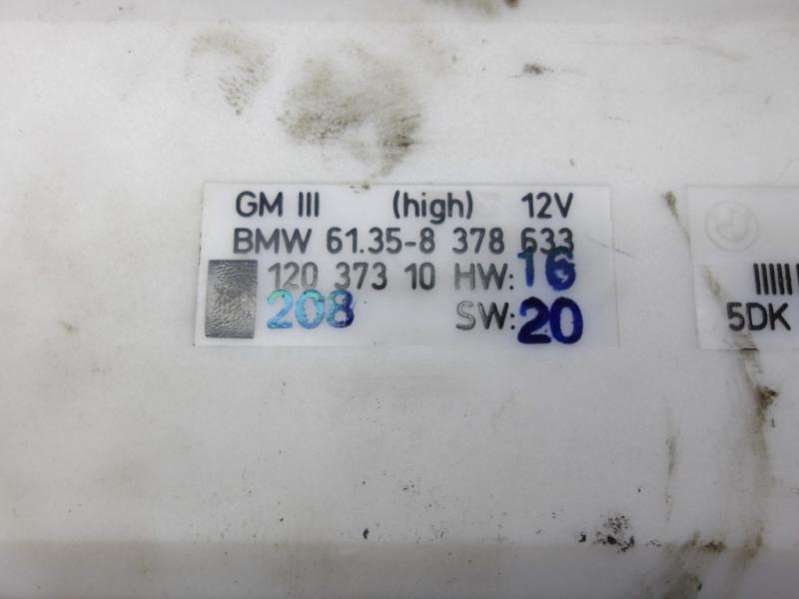 GM III (high) 12V
BMW 61.35-8 378 633
120 373 10 HW: 16
208 SW: 20
5DK